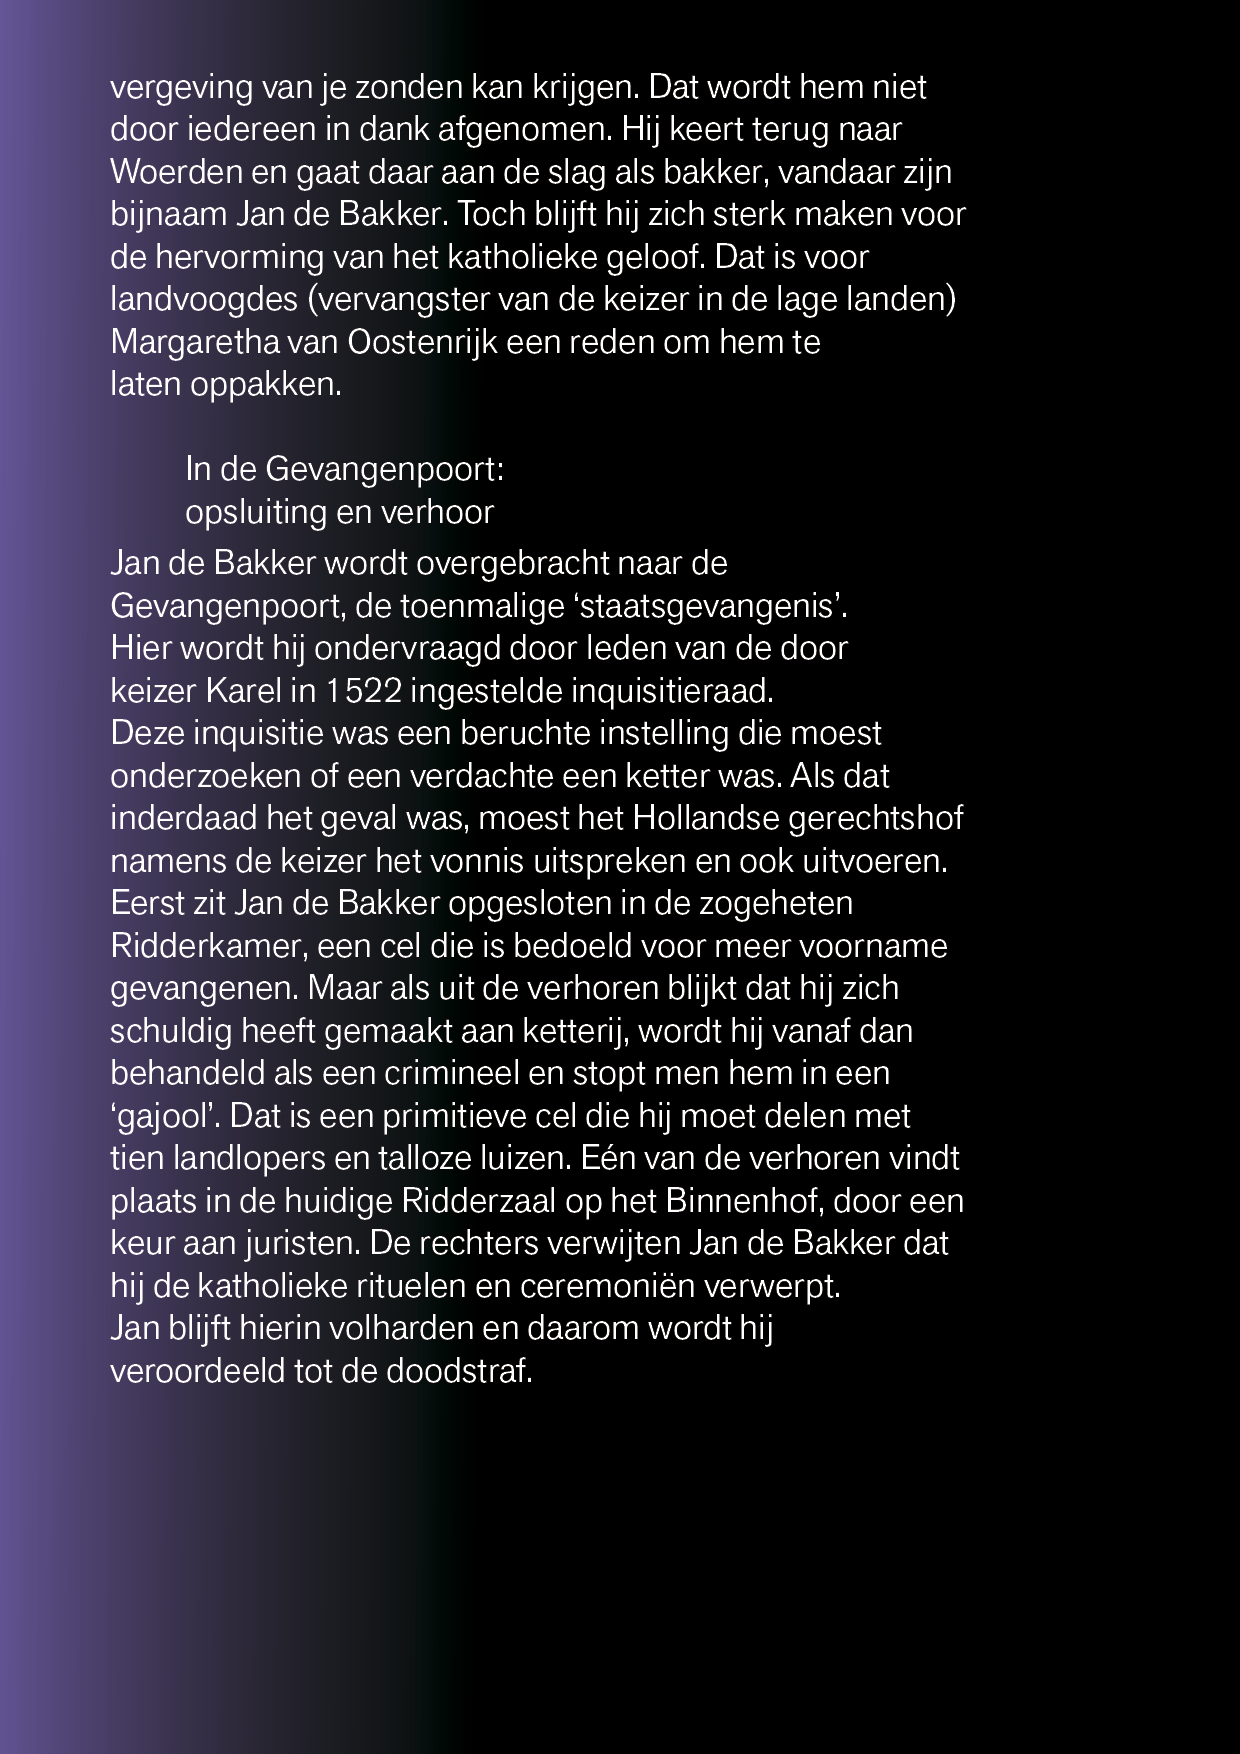 vergeving van je zonden kan krijgen. Dat wordt hem niet
door iedereen in dank afgenomen. Hij keert terug naar
Woerden en gaat daar aan de slag als bakker, vandaar zijn
bijnaam Jan de Bakker. Toch blijft hij zich sterk maken voor
de hervorming van het katholieke geloof. Dat is voor
landvoogdes (vervangster van de keizer in de lage landen)
Margaretha van Oostenrijk een reden om hem te
laten oppakken.
In de Gevangenpoort:
opsluiting en verhoor
Jan de Bakker wordt overgebracht naar de
Gevangenpoort, de toenmalige ‘staatsgevangenis’.
Hier wordt hij ondervraagd door leden van de door
keizer Karel in 1522 ingestelde inquisitieraad.
Deze inquisitie was een beruchte instelling die moest
onderzoeken of een verdachte een ketter was. Als dat
inderdaad het geval was, moest het Hollandse gerechtshof
namens de keizer het vonnis uitspreken en ook uitvoeren.
Eerst zit Jan de Bakker opgesloten in de zogeheten
Ridderkamer, een cel die is bedoeld voor meer voorname
gevangenen. Maar als uit de verhoren blijkt dat hij zich
schuldig heeft gemaakt aan ketterij, wordt hij vanaf dan
behandeld als een crimineel en stopt men hem in een
‘gajool’. Dat is een primitieve cel die hij moet delen met
tien landlopers en talloze luizen. Eén van de verhoren vindt
plaats in de huidige Ridderzaal op het Binnenhof, door een
keur aan juristen. De rechters verwijten Jan de Bakker dat
hij de katholieke rituelen en ceremoniën verwerpt.
Jan blijft hierin volharden en daarom wordt hij
veroordeeld tot de doodstraf.